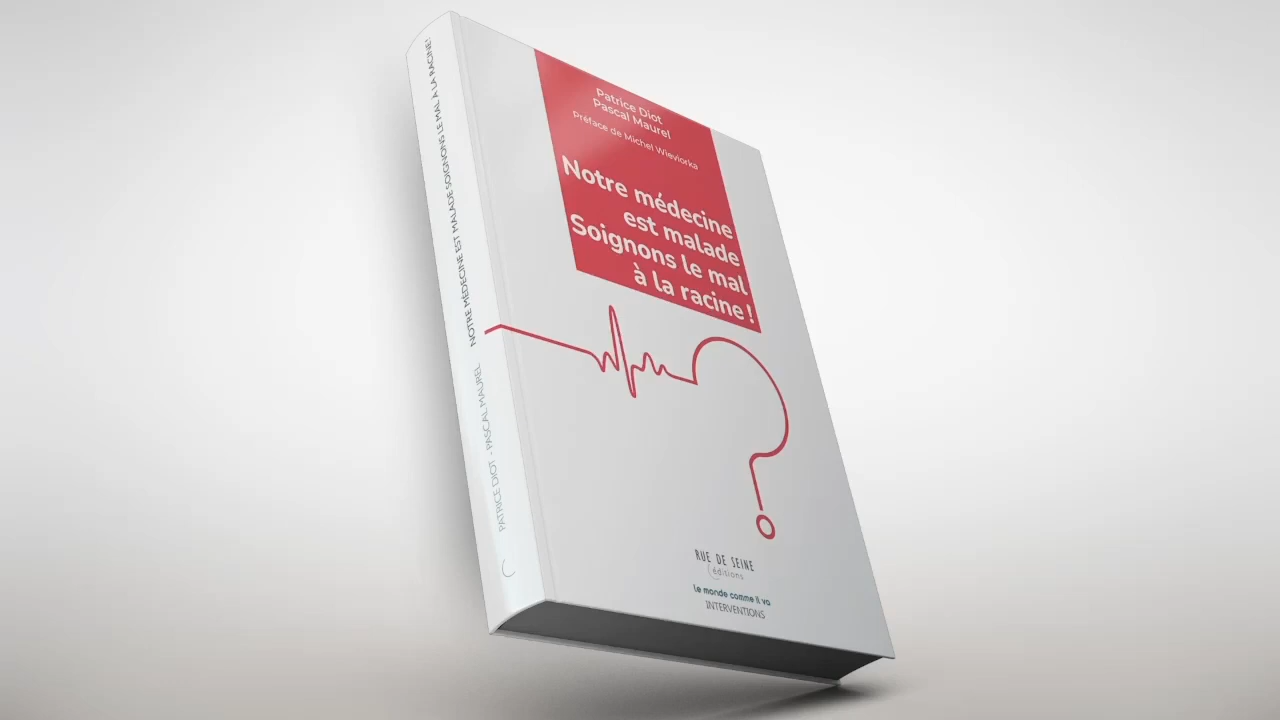 Patrice Diot
Pascal Maurel
Préface de Michel Wieviorka
Notre médecine
est malade
Soignons le mal
à la racine !
RUE DE SEINE
éditions
Le monde comme il va
INTERVENTIONS
PATRICE DIOT - PASCAL MAUREL NOTRE MÉDECINE EST MALADE SOIGNONS LE MAL À LA RACINE!